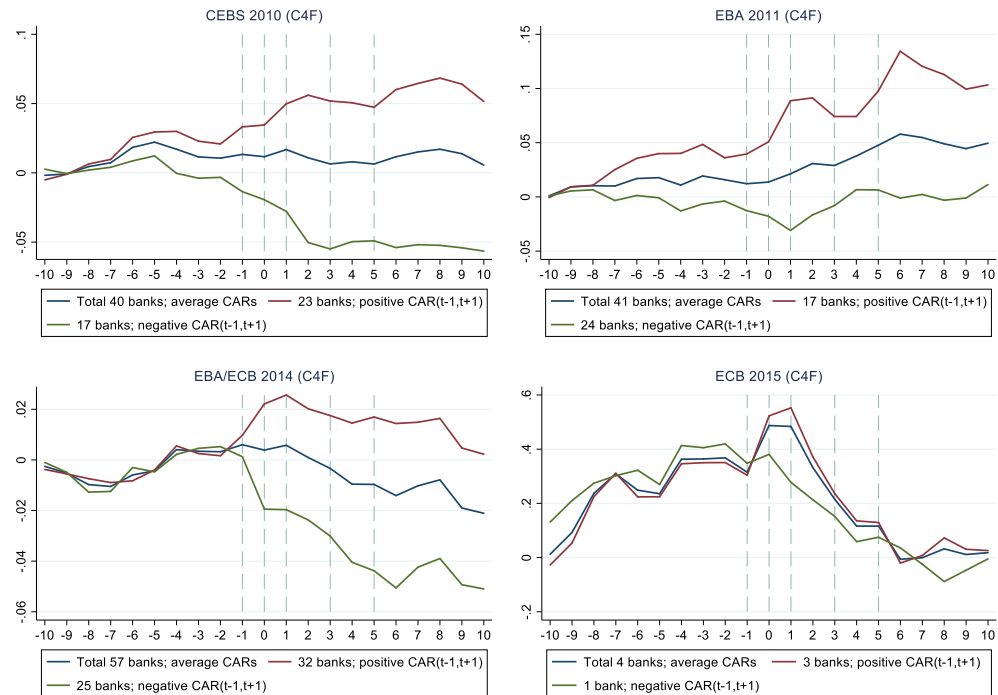 CEBS 2010 (C4F)
.1
.05
0
-.05
-10 -9 -8 -7 -6 -5 -4 -3 -2 -1 0 1 2 3 4 5 6 7 8 9 10
Total 40 banks; average CARs 23 banks; positive CAR(t-1,t+1)
17 banks; negative CAR(t-1,t+1)
EBA 2011 (C4F)
.15
.1
.05
0
-.05
-10 -9 -8 -7 -6 -5 -4 -3 -2 -1 0 1 2 3 4 5 6 7 8 9 10
Total 41 banks; average CARs 17 banks; positive CAR(t-1,t+1)
24 banks; negative CAR(t-1,t+1)
EBA/ECB 2014 (C4F)
.02
0
-.02
-.04
-.06
-10 -9 -8 -7 -6 -5 -4 -3 -2 -1 0 1 2 3 4 5 6 7 8 9 10
Total 57 banks; average CARs 32 banks; positive CAR(t-1,t+1)
25 banks; negative CAR(t-1,t+1)
ECB 2015 (C4F)
.6
.4
.2
0
-.2
-10 -9 -8 -7 -6 -5 -4 -3 -2 -1 0 1 2 3 4 5 6 7 8 9 10
Total 4 banks; average CARs 3 banks; positive CAR(t-1,t+1)
1 bank; negative CAR(t-1,t+1)